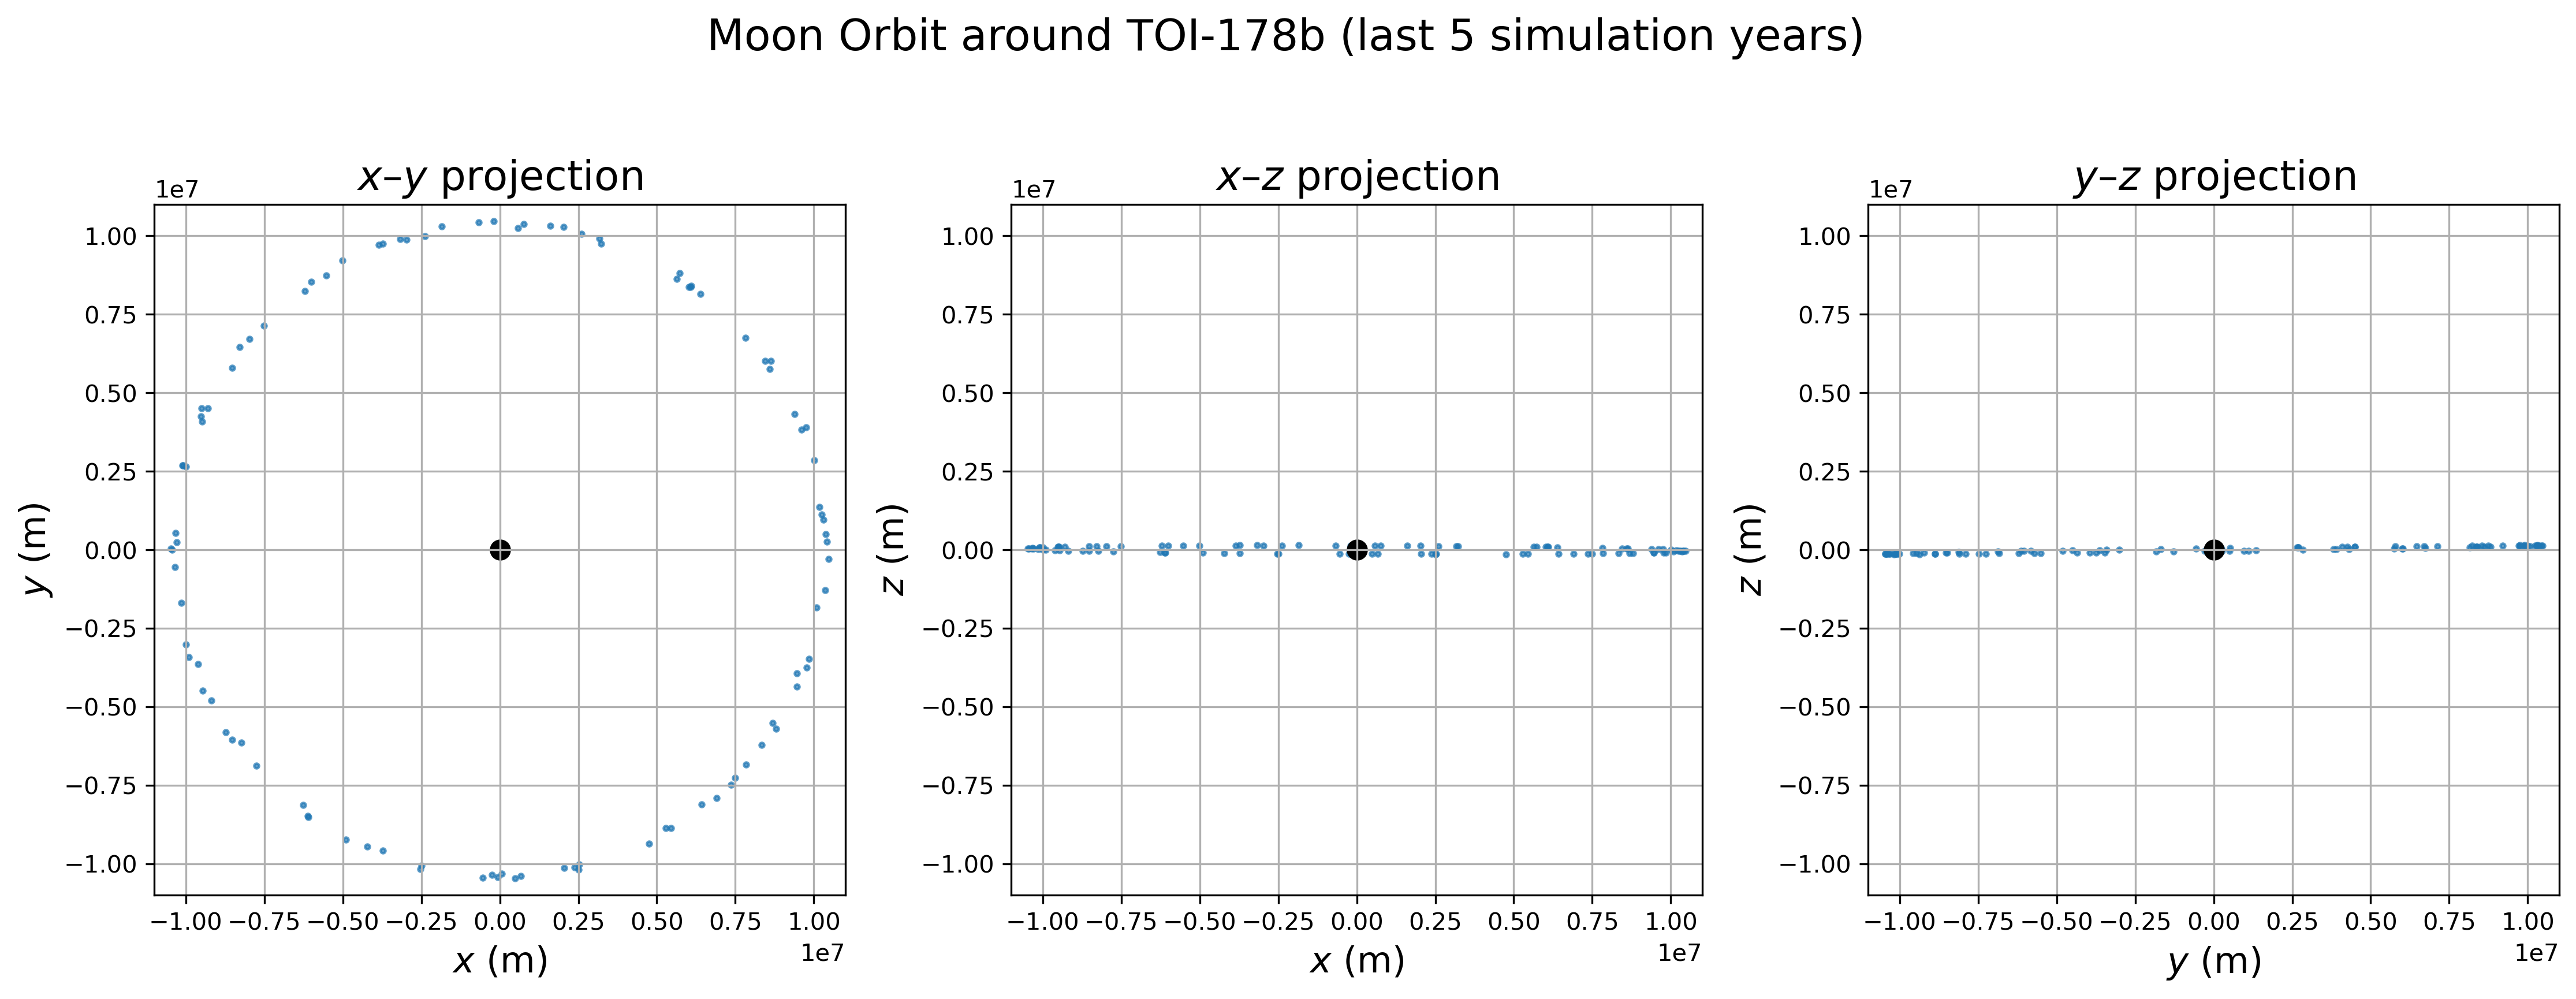 Moon Orbit around TOI-178b (last 5 simulation years)
x–y projection
1e7
1.00
0.75
0.50
0.25
0.00
−0.25
−0.50
−0.75
−1.00
y (m)
−1.00 −0.75 −0.50 −0.25 0.00 0.25 0.50 0.75 1.00
x (m)
1e7
x–z projection
1e7
1.00
0.75
0.50
0.25
0.00
−0.25
−0.50
−0.75
−1.00
z (m)
−1.00 −0.75 −0.50 −0.25 0.00 0.25 0.50 0.75 1.00
x (m)
1e7
y–z projection
1e7
1.00
0.75
0.50
0.25
0.00
−0.25
−0.50
−0.75
−1.00
z (m)
−1.00 −0.75 −0.50 −0.25 0.00 0.25 0.50 0.75 1.00
y (m)
1e7